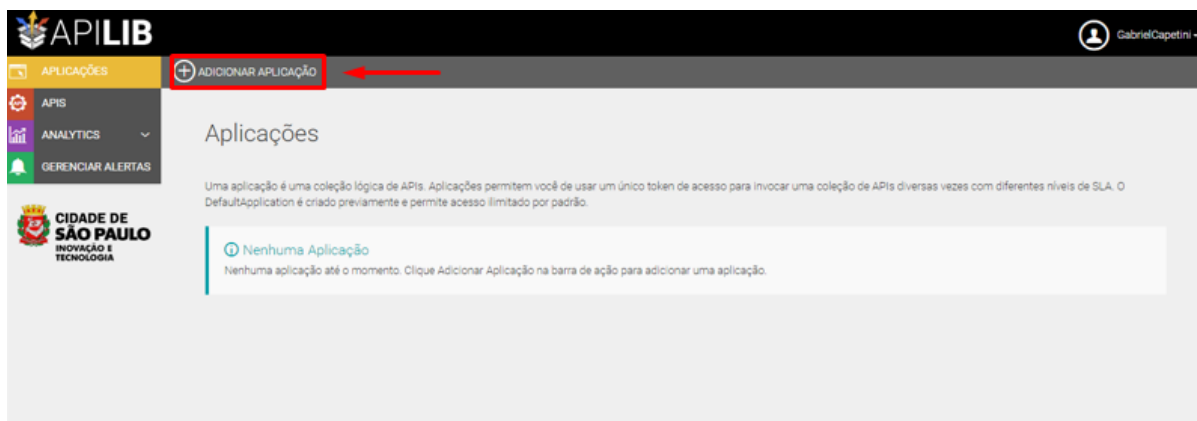 APILIB
GabrielCapetini
APLICAÇÕES
ADICIONAR APLICAÇÃO
APIS
ANALYTICS
GERENCIAR ALERTAS
CIDADE DE
SÃO PAULO
INOVAÇÃO E
TECNOLOGIA
Aplicações
Uma aplicação é uma coleção lógica de APIs. Aplicações permitem você de usar um único token de acesso para invocar uma coleção de APIs diversas vezes com diferentes níveis de SLA. O
DefaultApplication é criado previamente e permite acesso ilimitado por padrão.
Nenhuma Aplicação
Nenhuma aplicação até o momento. Clique Adicionar Aplicação na barra de ação para adicionar uma aplicação.